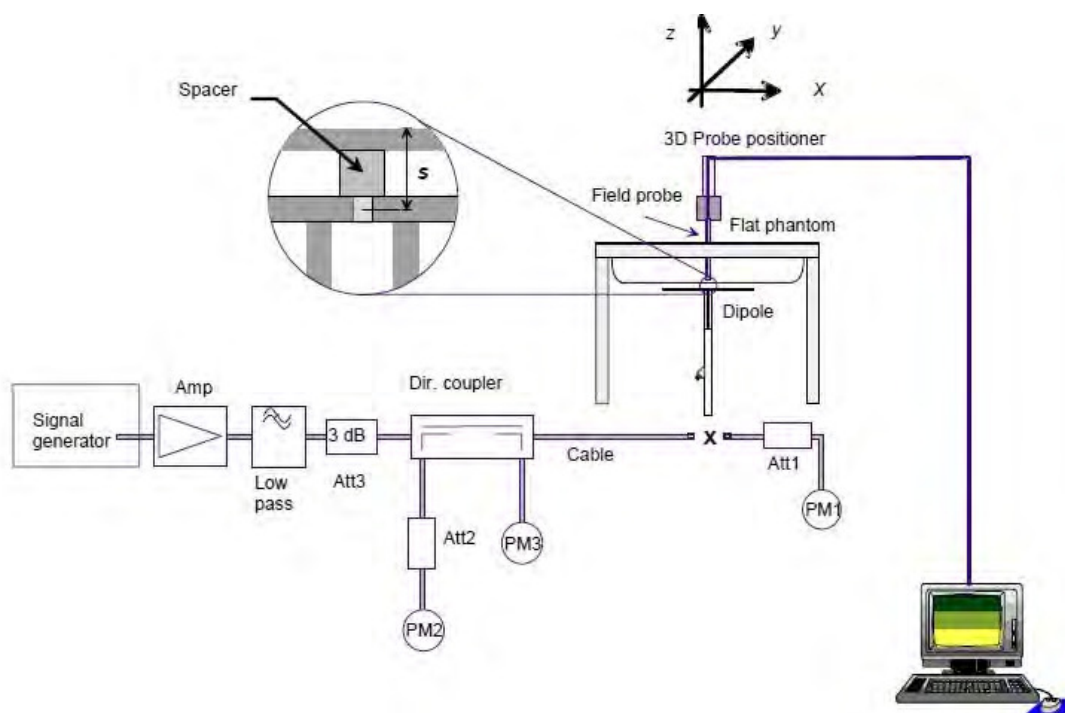 z
y
X
Spacer
s
3D Probe positioner
Field probe
Flat phantom
Dipole
Signal
generator
Amp
Low
pass
3 dB
Att3
Dir. coupler
Cable
X
Att1
PM1
Att2
PM3
PM2